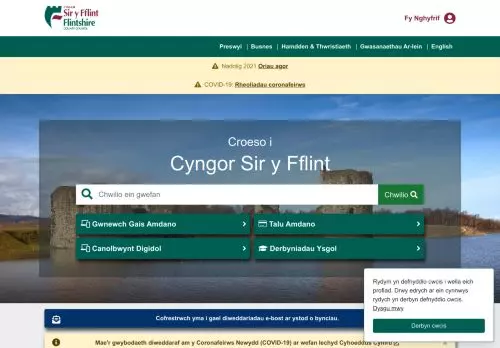 Sir y Fflint
Flintshire
Fy Nghyfrif
Preswyl | Busnes | Hamdden & Thwristiaeth | Gwasanaethau Ar-lein | English
Nadolig 2021 Oriau agor
COVID-19: Rheoliadau coronafeirws
Croeso i
Cyngor Sir y Fflint
Chwilio ein gwefan
Chwilio
Gwnewch Gais Amdano
Talu Amdano
Canolbwynt Digidol
Derbyniadau Ysgol
Rydym yn defnyddio cwcis i wella eich
profiad. Drwy edrych ar ein cynnwys
rydych yn derbyn defnyddio cwcis.
Dysgu mwy
Derbyn cwcis
Cofrestrwch yma i gael diweddariadau e-bost ar ystod o bynciau.
Mae'r gwybodaeth diweddaraf am y Coronafeirws Newydd (COVID-19) ar wefan Iechyd Cyhoeddus Cymru